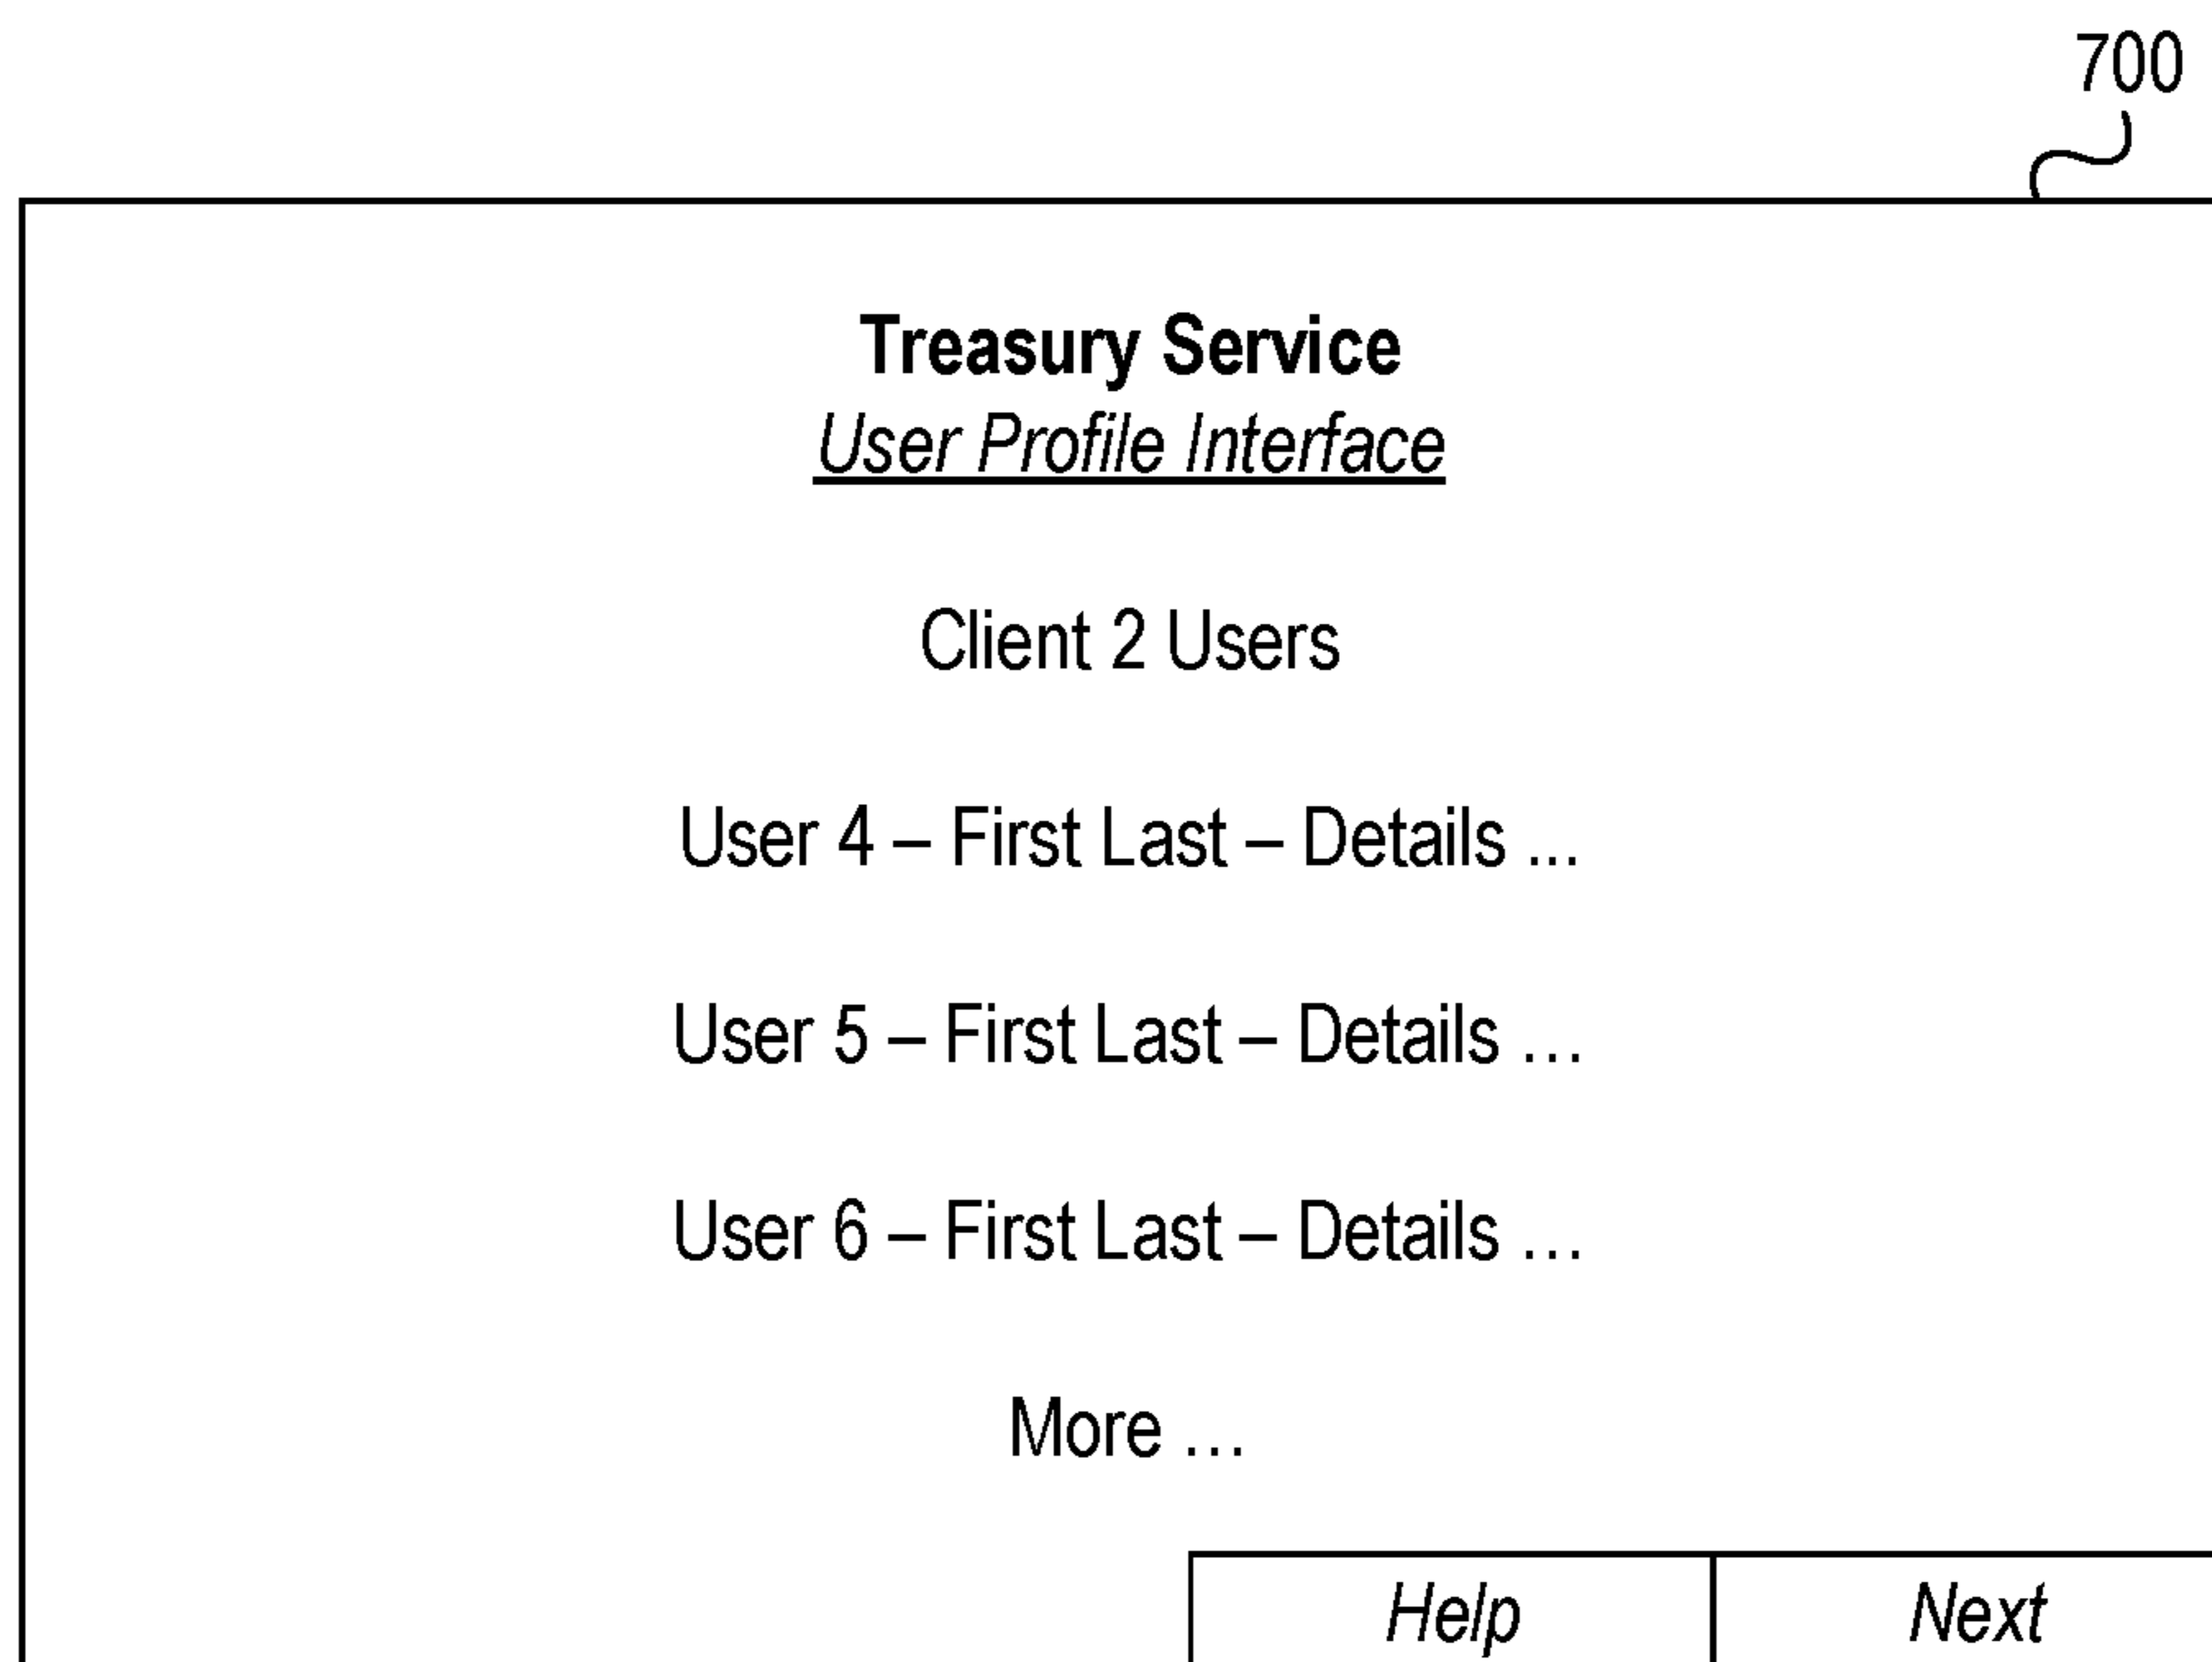 700
Treasury Service
User Profile Interface
Client 2 Users
User 4 – First Last – Details ...
User 5 – First Last – Details ...
User 6 – First Last – Details ...
More ...
Help
Next